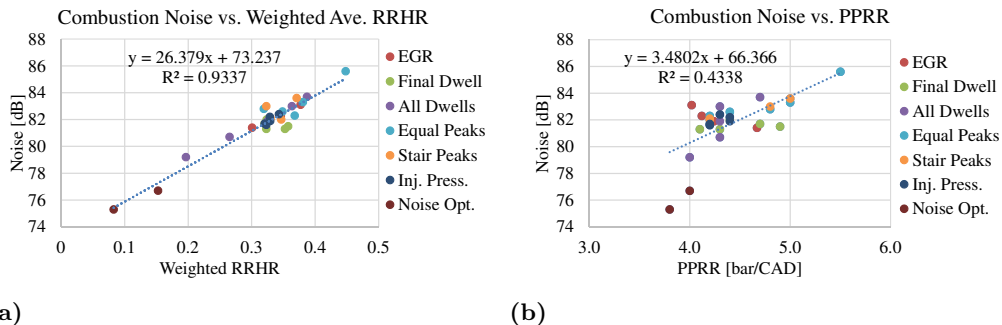 Combustion Noise vs. Weighted Ave. RRHR
88
86
84
82
80
78
76
74
Noise [dB]
y = 26.379x + 73.237
R² = 0.9337
0 0.1 0.2 0.3 0.4 0.5
Weighted RRHR
EGR
Final Dwell
All Dwells
Equal Peaks
Stair Peaks
Inj. Press.
Noise Opt.
Combustion Noise vs. PPRR
88
86
84
82
80
78
76
74
Noise [dB]
y = 3.4802x + 66.366
R² = 0.4338
3.0 4.0 5.0 6.0
PPRR [bar/CAD]
EGR
Final Dwell
All Dwells
Equal Peaks
Stair Peaks
Inj. Press.
Noise Opt.
a)
(b)